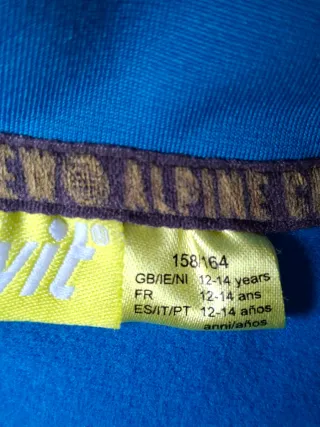 ALPINE
vit
158/164
GB/IE/NI 12-14 years
FR 12-14 ans
ES/IT/PT 12-14 años
anni/años